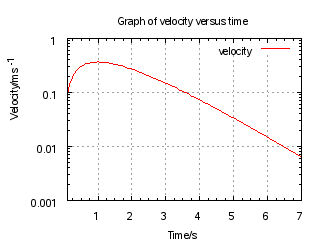 Graph of velocity versus time
Velocity/ms⁻¹
velocity
1
0.1
0.01
0.001
1 2 3 4 5 6 7
Time/s